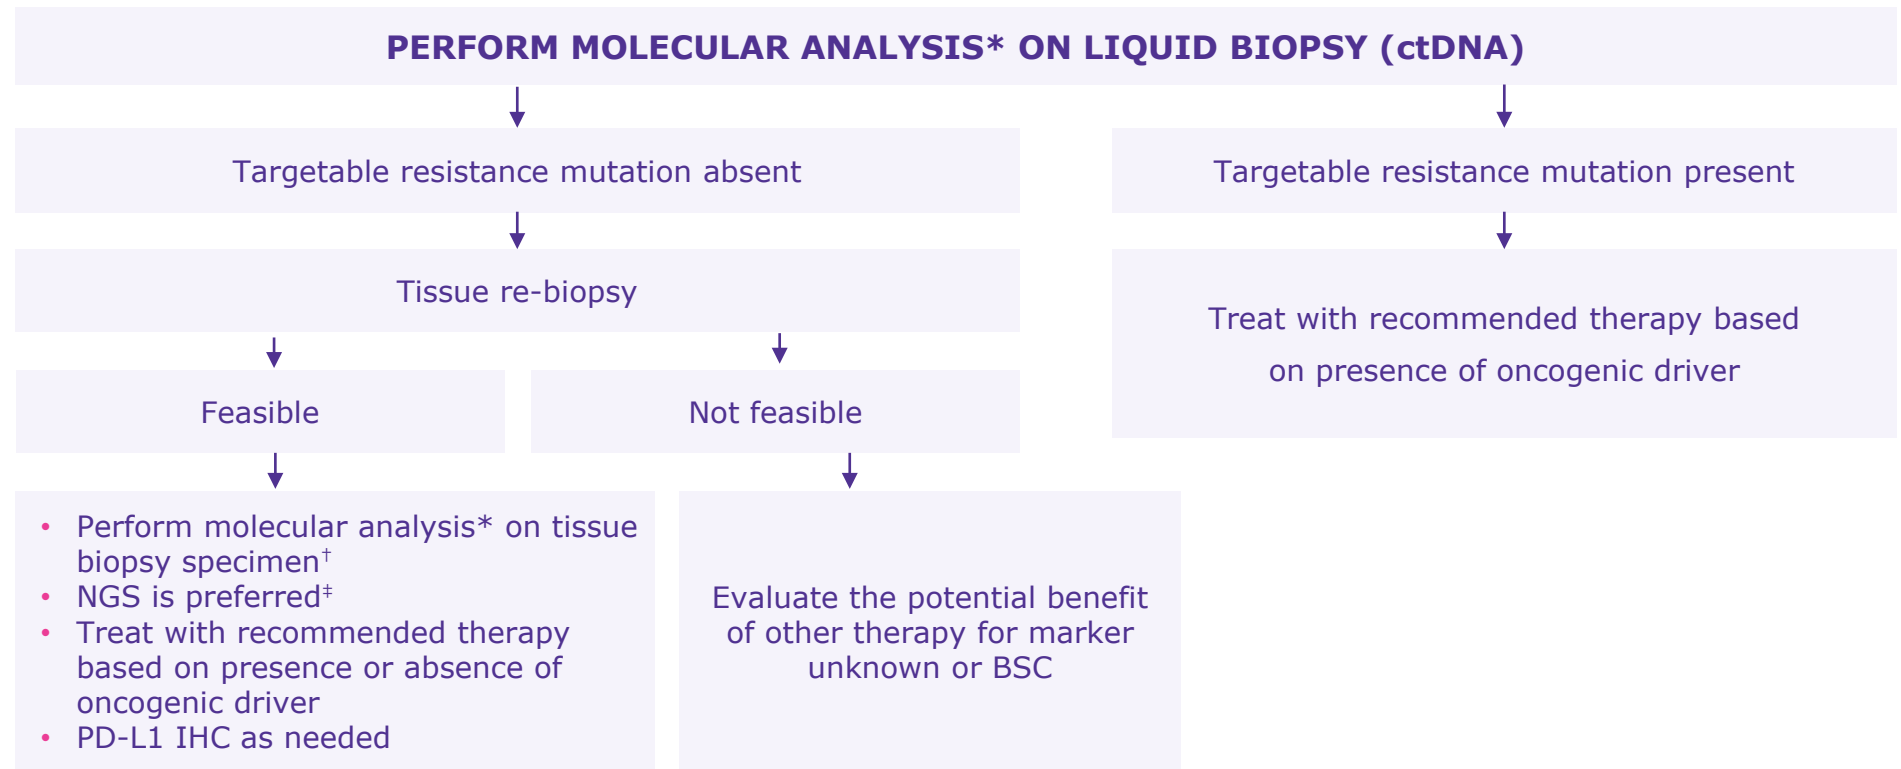 PERFORM MOLECULAR ANALYSIS* ON LIQUID BIOPSY (ctDNA)
Targetable resistance mutation absent
Targetable resistance mutation present
Tissue re-biopsy
Treat with recommended therapy based
on presence of oncogenic driver
Feasible
Not feasible
• Perform molecular analysis* on tissue
biopsy specimen†
• NGS is preferred‡
• Treat with recommended therapy
based on presence or absence of
oncogenic driver
• PD-L1 IHC as needed
Evaluate the potential benefit
of other therapy for marker
unknown or BSC